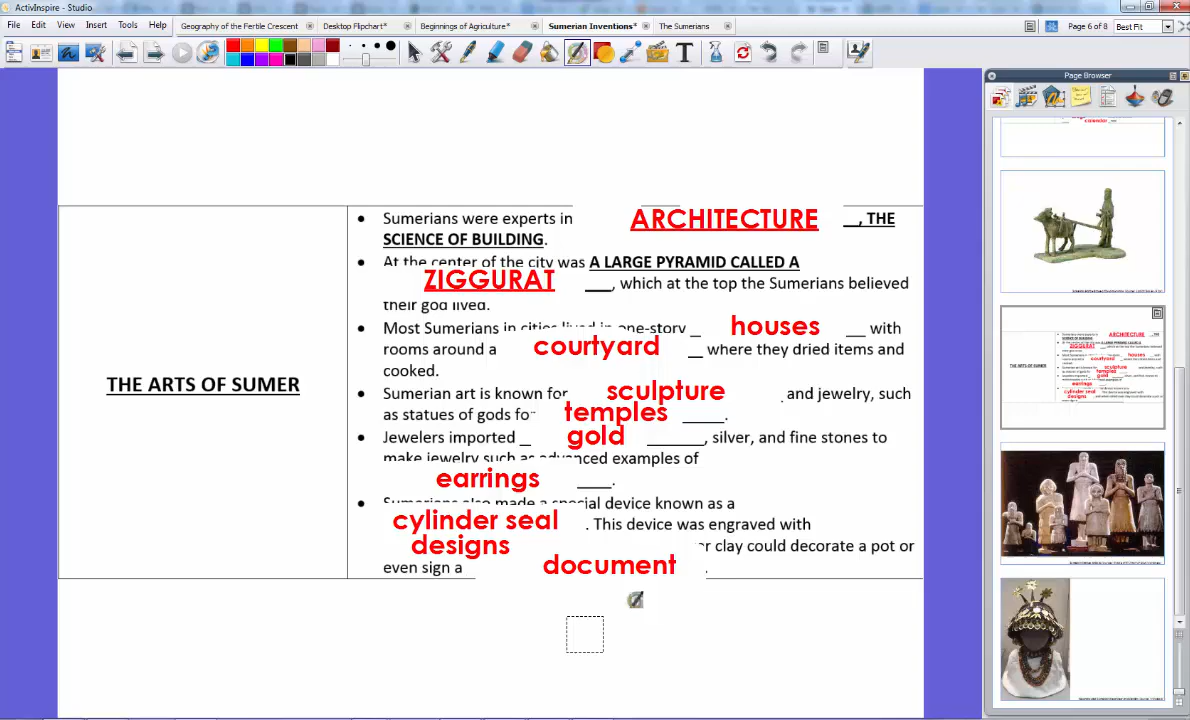 ActivInspire - Studio
File Edit View Insert Tools Help
Geography of the Fertile Crescent
Desktop Flipchart*
Beginnings of Agriculture*
Sumerian Inventions*
The Sumerians
Page 6 of 8
Best Fit
Page Browser
THE ARTS OF SUMER
• Sumerians were experts in ARCHITECTURE __, THE
SCIENCE OF BUILDING.
• At the center of the city was A LARGE PYRAMID CALLED A
ZIGGURAT ___, which at the top the Sumerians believed
their god lived.
• Most Sumerians in cities lived in one-story _ houses __ with
rooms around a courtyard __ where they dried items and
cooked.
• Sumerian art is known for sculpture , and jewelry, such
as statues of gods for temples _____.
• Jewelers imported _ gold ______, silver, and fine stones to
make jewelry such as advanced examples of
earrings ____.
• Sumerians also made a special device known as a
cylinder seal . This device was engraved with
designs clay could decorate a pot or
even sign a document .